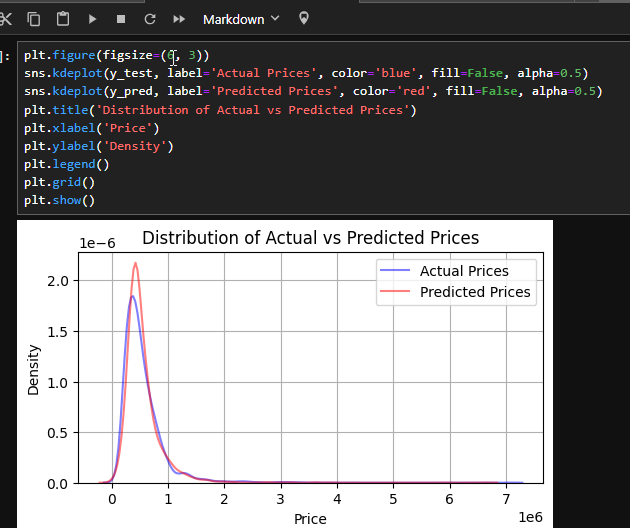 Markdown
]: plt.figure(figsize=(6, 3))
sns.kdeplot(y_test, label='Actual Prices', color='blue', fill=False, alpha=0.5)
sns.kdeplot(y_pred, label='Predicted Prices', color='red', fill=False, alpha=0.5)
plt.title('Distribution of Actual vs Predicted Prices')
plt.xlabel('Price')
plt.ylabel('Density')
plt.legend()
plt.grid()
plt.show()
1e−6
Distribution of Actual vs Predicted Prices
Actual Prices
Predicted Prices
2.0
1.5
1.0
0.5
0.0
Density
0 1 2 3 4 5 6 7
1e6
Price